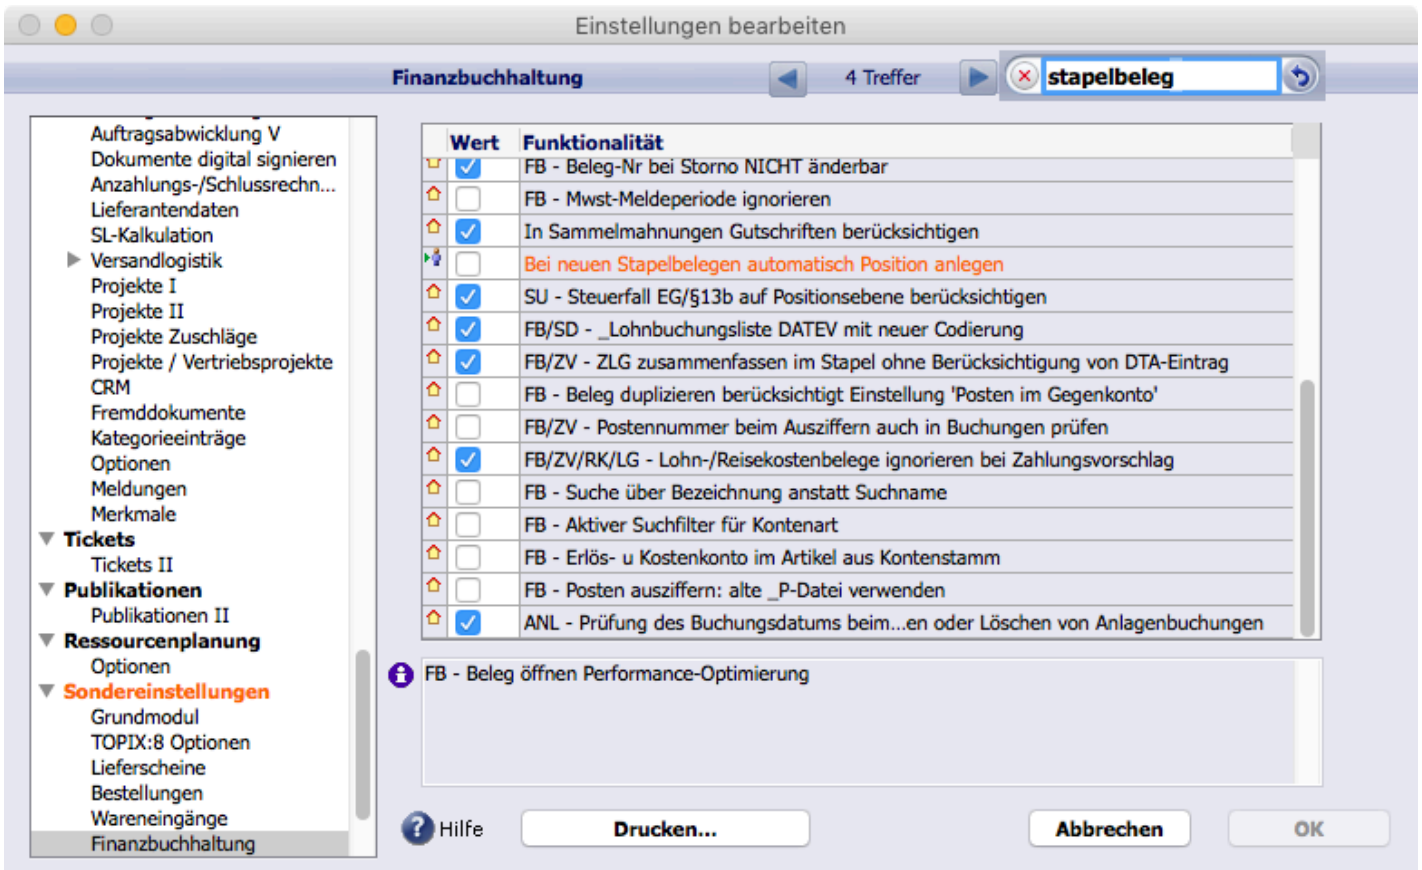 Einstellungen bearbeiten
Finanzbuchhaltung
4 Treffer
stapelbeleg
Auftragsabwicklung V
Dokumente digital signieren
Anzahlungs-/Schlussrechn...
Lieferantendaten
SL-Kalkulation
Versandlogistik
Projekte I
Projekte II
Projekte Zuschläge
Projekte / Vertriebsprojekte
CRM
Fremddokumente
Kategorieeinträge
Optionen
Meldungen
Merkmale
Tickets
Tickets II
Publikationen
Publikationen II
Ressourcenplanung
Optionen
Sondereinstellungen
Grundmodul
TOPIX:8 Optionen
Lieferscheine
Bestellungen
Wareneingänge
Finanzbuchhaltung
Wert Funktionalität
FB - Beleg-Nr bei Storno NICHT änderbar
FB - Mwst-Meldeperiode ignorieren
In Sammelmahnungen Gutschriften berücksichtigen
Bei neuen Stapelbelegen automatisch Position anlegen
SU - Steuerfall EG/§13b auf Positionsebene berücksichtigen
FB/SD - _Lohnbuchungsliste DATEV mit neuer Codierung
FB/ZV - ZLG zusammenfassen im Stapel ohne Berücksichtigung von DTA-Eintrag
FB - Beleg duplizieren berücksichtigt Einstellung 'Posten im Gegenkonto'
FB/ZV - Postennummer beim Ausziffern auch in Buchungen prüfen
FB/ZV/RK/LG - Lohn-/Reisekostenbelege ignorieren bei Zahlungsvorschlag
FB - Suche über Bezeichnung anstatt Suchname
FB - Aktiver Suchfilter für Kontenart
FB - Erlös- u Kostenkonto im Artikel aus Kontenstamm
FB - Posten ausziffern: alte _P-Datei verwenden
ANL - Prüfung des Buchungsdatums beim...en oder Löschen von Anlagenbuchungen
FB - Beleg öffnen Performance-Optimierung
Hilfe
Drucken...
Abbrechen
OK